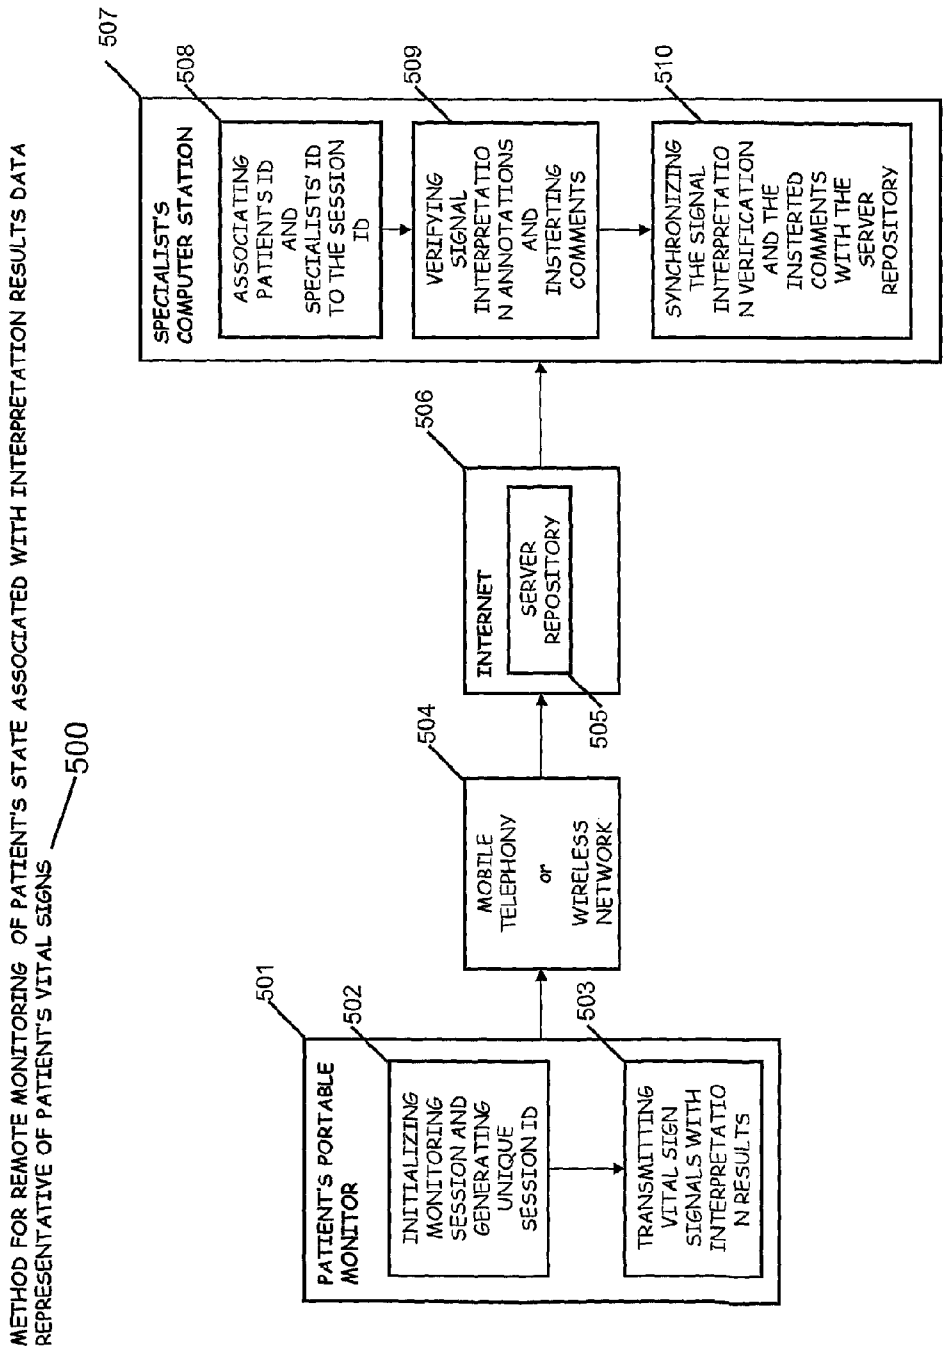 METHOD FOR REMOTE MONITORING OF PATIENT'S STATE ASSOCIATED WITH INTERPRETATION RESULTS DATA
REPRESENTATIVE OF PATIENT'S VITAL SIGNS
500
501
PATIENT'S PORTABLE
MONITOR
502
INITIALIZING
MONITORING
SESSION AND
GENERATING
UNIQUE
SESSION ID
503
TRANSMITTING
VITAL SIGN
SIGNALS WITH
INTERPRETATIO
N RESULTS
504
MOBILE
TELEPHONY
or
WIRELESS
NETWORK
506
INTERNET
SERVER
REPOSITORY
505
507
SPECIALIST'S
COMPUTER STATION
508
ASSOCIATING
PATIENT'S ID
AND
SPECIALISTS' ID
TO THE SESSION
ID
509
VERIFYING
SIGNAL
INTERPRETATIO
N ANNOTATIONS
AND
INSTERTING
COMMENTS
510
SYNCHRONIZING
THE SIGNAL
INTERPRETATIO
N VERIFICATION
AND THE
INSTERTED
COMMENTS
WITH THE
SERVER
REPOSITORY